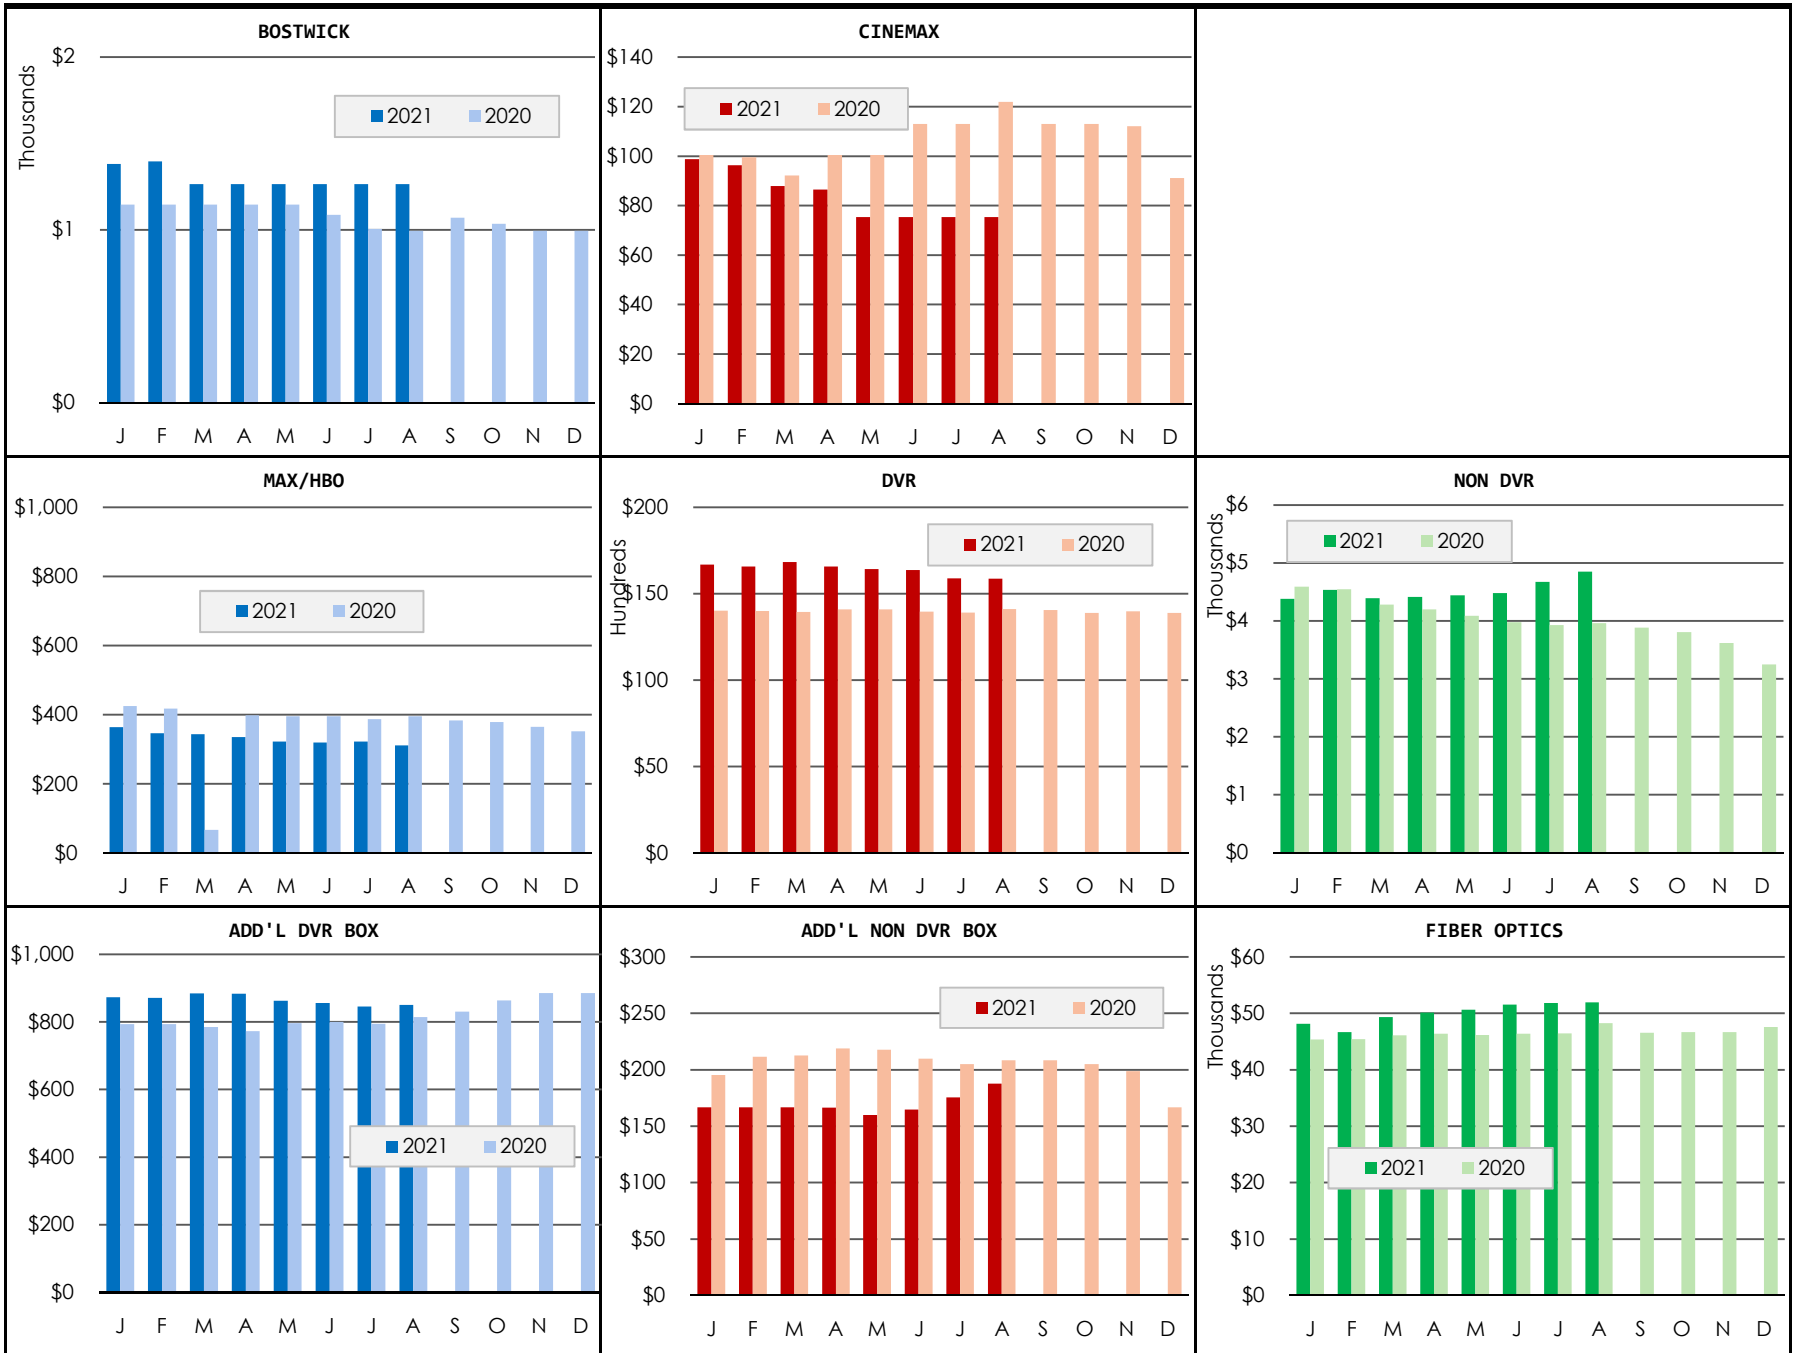 BOSTWICK
$2
Thousands
2021 2020
$1
$0
J F M A M J J A S O N D
CINEMAX
$140
$120
2021 2020
$100
$80
$60
$40
$20
$0
J F M A M J J A S O N D
MAX/HBO
$1,000
$800
2021 2020
$600
$400
$200
$0
J F M A M J J A S O N D
DVR
$200
2021 2020
Hundreds
$150
$100
$50
$0
J F M A M J J A S O N D
NON DVR
$6
2021 2020
Thousands
$5
$4
$3
$2
$1
$0
J F M A M J J A S O N D
ADD'L DVR BOX
$1,000
$800
$600
2021 2020
$400
$200
$0
J F M A M J J A S O N D
ADD'L NON DVR BOX
$300
2021 2020
$250
$200
$150
$100
$50
$0
J F M A M J J A S O N D
FIBER OPTICS
$60
Thousands
$50
$40
$30
2021 2020
$20
$10
$0
J F M A M J J A S O N D